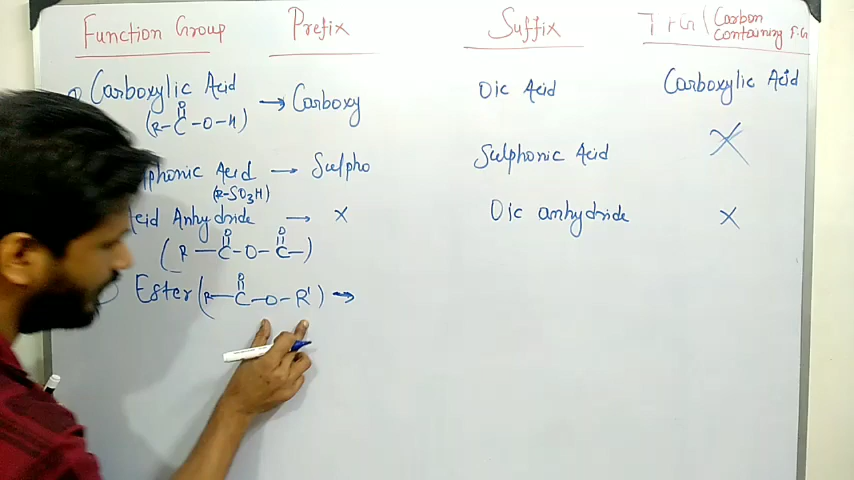 Function Group Prefix Suffix Carbon
Containing F.G
Carboxylic Acid → Carboxy Oic Acid Carboxylic Acid
(R-C-O-H)
O
phonic Acid → Sulpho Sulphonic Acid X
(R-SO3H)
cid Anhydride → X Oic anhydride X
O O
(R-C-O-C-)
O
Ester (R-C-O-R') →